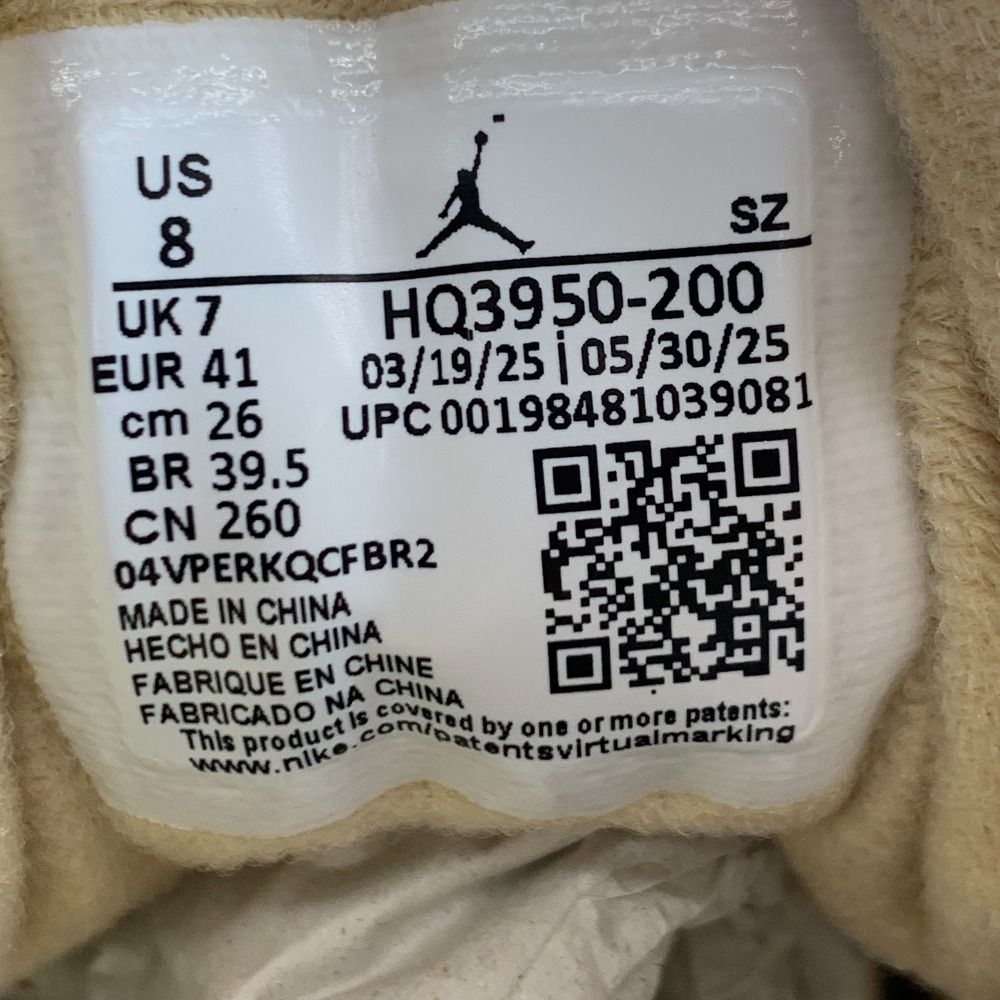 US
8
SZ
UK 7
HQ3950-200
EUR 41
03/19/25 | 05/30/25
cm 26
UPC 00198481039081
BR 39.5
CN 260
04VPERKQCFBR2
MADE IN CHINA
HECHO EN CHINA
FABRIQUE EN CHINE
FABRICADO NA CHINA
This product is covered by one or more patents:
www.nike.com/patentsvirtualmarking